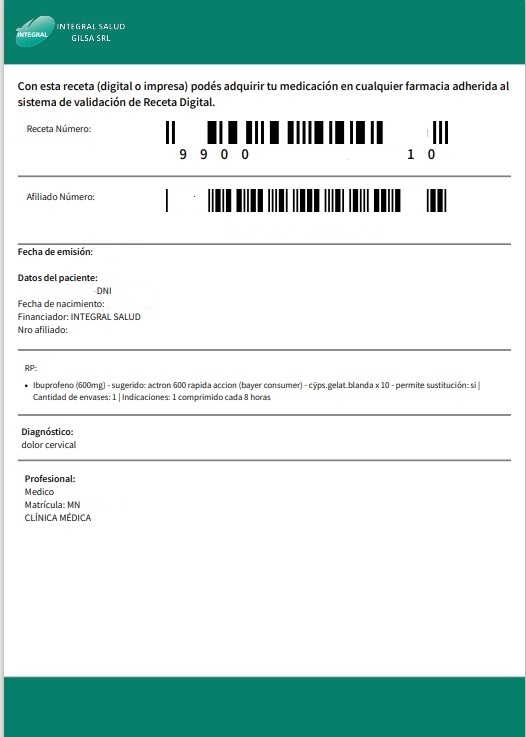 INTEGRAL
INTEGRAL SALUD
GILSA SRL
Con esta receta (digital o impresa) podés adquirir tu medicación en cualquier farmacia adherida al
sistema de validación de Receta Digital.
Receta Número:
9 9 0 0 1 0
Afiliado Número:
Fecha de emisión:
Datos del paciente:
DNI
Fecha de nacimiento:
Financiador: INTEGRAL SALUD
Nro afiliado:
RP:
• Ibuprofeno (600mg) - sugerido: actron 600 rapida accion (bayer consumer) - cÿps.gelat.blanda x 10 - permite sustitución: si |
Cantidad de envases: 1 | Indicaciones: 1 comprimido cada 8 horas
Diagnóstico:
dolor cervical
Profesional:
Medico
Matrícula: MN
CLÍNICA MÉDICA